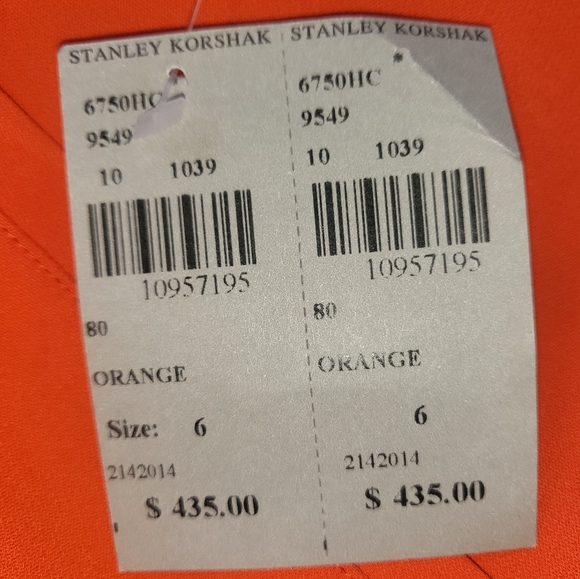 STANLEY KORSHAK
6750HC
9549
10 1039
10957195
80
ORANGE
Size: 6
2142014
$ 435.00
STANLEY KORSHAK
6750HC
9549
10 1039
10957195
80
ORANGE
6
2142014
$ 435.00